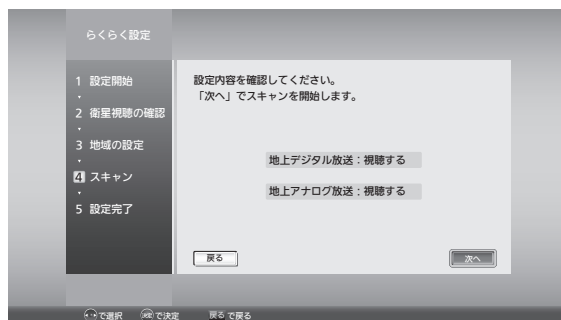 らくらく設定
1 設定開始
2 衛星視聴の確認
3 地域の設定
4 スキャン
5 設定完了
設定内容を確認してください。
「次へ」でスキャンを開始します。
地上デジタル放送：視聴する
地上アナログ放送：視聴する
戻る
次へ
で選択 で決定 戻る で戻る